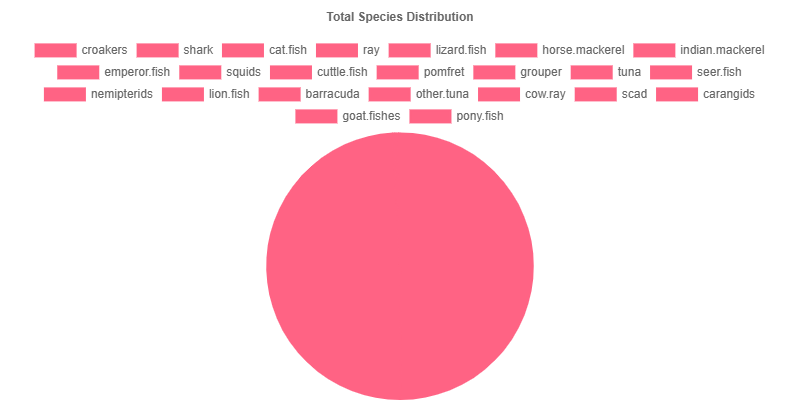 Total Species Distribution
croakers shark cat.fish ray lizard.fish horse.mackerel indian.mackerel
emperor.fish squids cuttle.fish pomfret grouper tuna seer.fish
nemipterids lion.fish barracuda other.tuna cow.ray scad carangids
goat.fishes pony.fish